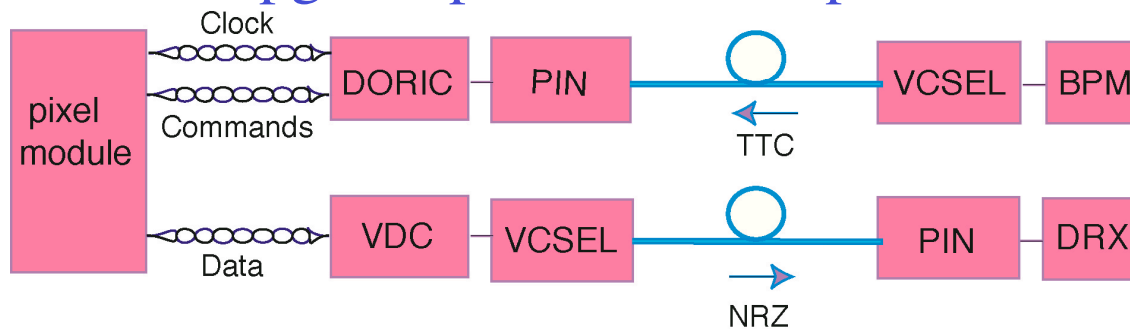 Clock
DORIC
PIN
VCSEL
BPM
pixel
module
Commands
TTC
VDC
VCSEL
PIN
DRX
Data
NRZ